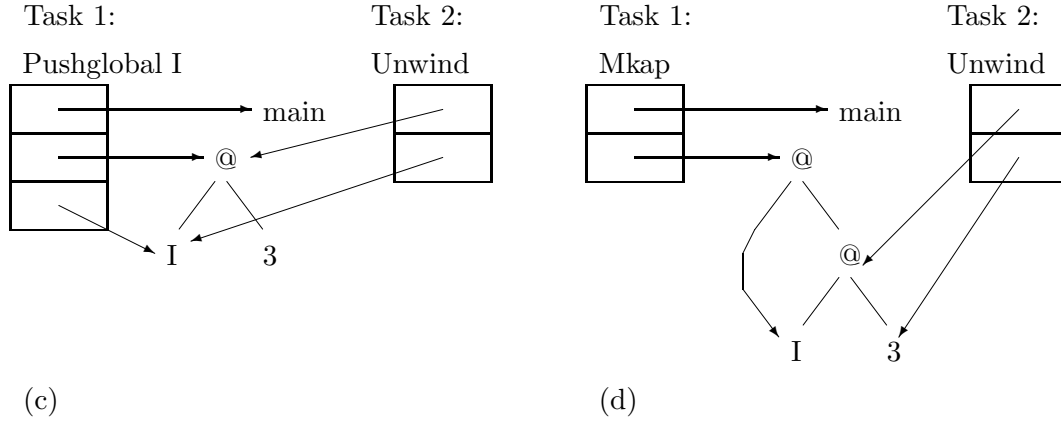 Task 1:
Task 2:
Pushglobal I
Unwind
main
@
I
3
(c)
Task 1:
Task 2:
Mkap
Unwind
main
@
@
I
3
(d)